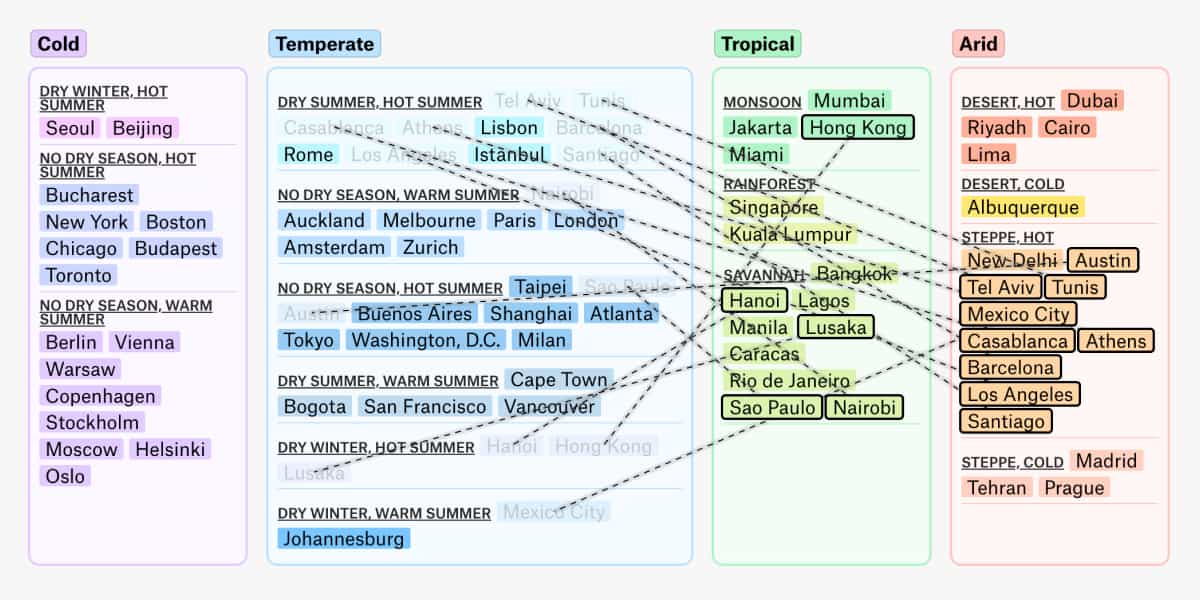 Cold
DRY WINTER, HOT
SUMMER
Seoul Beijing
NO DRY SEASON, HOT
SUMMER
Bucharest
New York Boston
Chicago Budapest
Toronto
NO DRY SEASON, WARM
SUMMER
Berlin Vienna
Warsaw
Copenhagen
Stockholm
Moscow Helsinki
Oslo
Temperate
DRY SUMMER, HOT SUMMER Tel Aviv Tunis
Casablanca Athens Lisbon Barcelona
Rome Los Angeles Istanbul Santiago
NO DRY SEASON, WARM SUMMER Nairobi
Auckland Melbourne Paris London
Amsterdam Zurich
NO DRY SEASON, HOT SUMMER Taipei Sao Paulo
Austin Buenos Aires Shanghai Atlanta
Tokyo Washington, D.C. Milan
DRY SUMMER, WARM SUMMER Cape Town
Bogota San Francisco Vancouver
DRY WINTER, HOT SUMMER Hanoi Hong Kong
Lusaka
DRY WINTER, WARM SUMMER Mexico City
Johannesburg
Tropical
MONSOON Mumbai
Jakarta Hong Kong
Miami
RAINFOREST
Singapore
Kuala Lumpur
SAVANNAH Bangkok
Hanoi Lagos
Manila Lusaka
Caracas
Rio de Janeiro
Sao Paulo Nairobi
Arid
DESERT, HOT Dubai
Riyadh Cairo
Lima
DESERT, COLD
Albuquerque
STEPPE, HOT
New Delhi Austin
Tel Aviv Tunis
Mexico City
Casablanca Athens
Barcelona
Los Angeles
Santiago
STEPPE, COLD Madrid
Tehran Prague